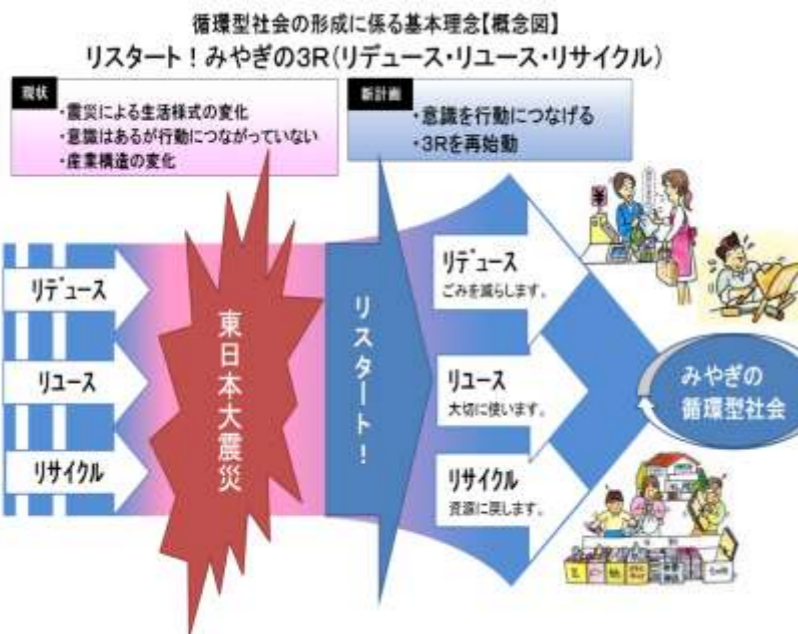 循環型社会の形成に係る基本理念【概念図】
リスタート！みやぎの3R(リデュース・リユース・リサイクル)
現状
・震災による生活様式の変化
・意識はあるが行動につながっていない
・産業構造の変化
新計画
・意識を行動につなげる
・3Rを再始動
リデュース
リユース
リサイクル
東日本大震災
リスタート！
リデュース
ごみを減らします。
リユース
大切に使います。
リサイクル
資源に戻します。
¥
みやぎの
循環型社会